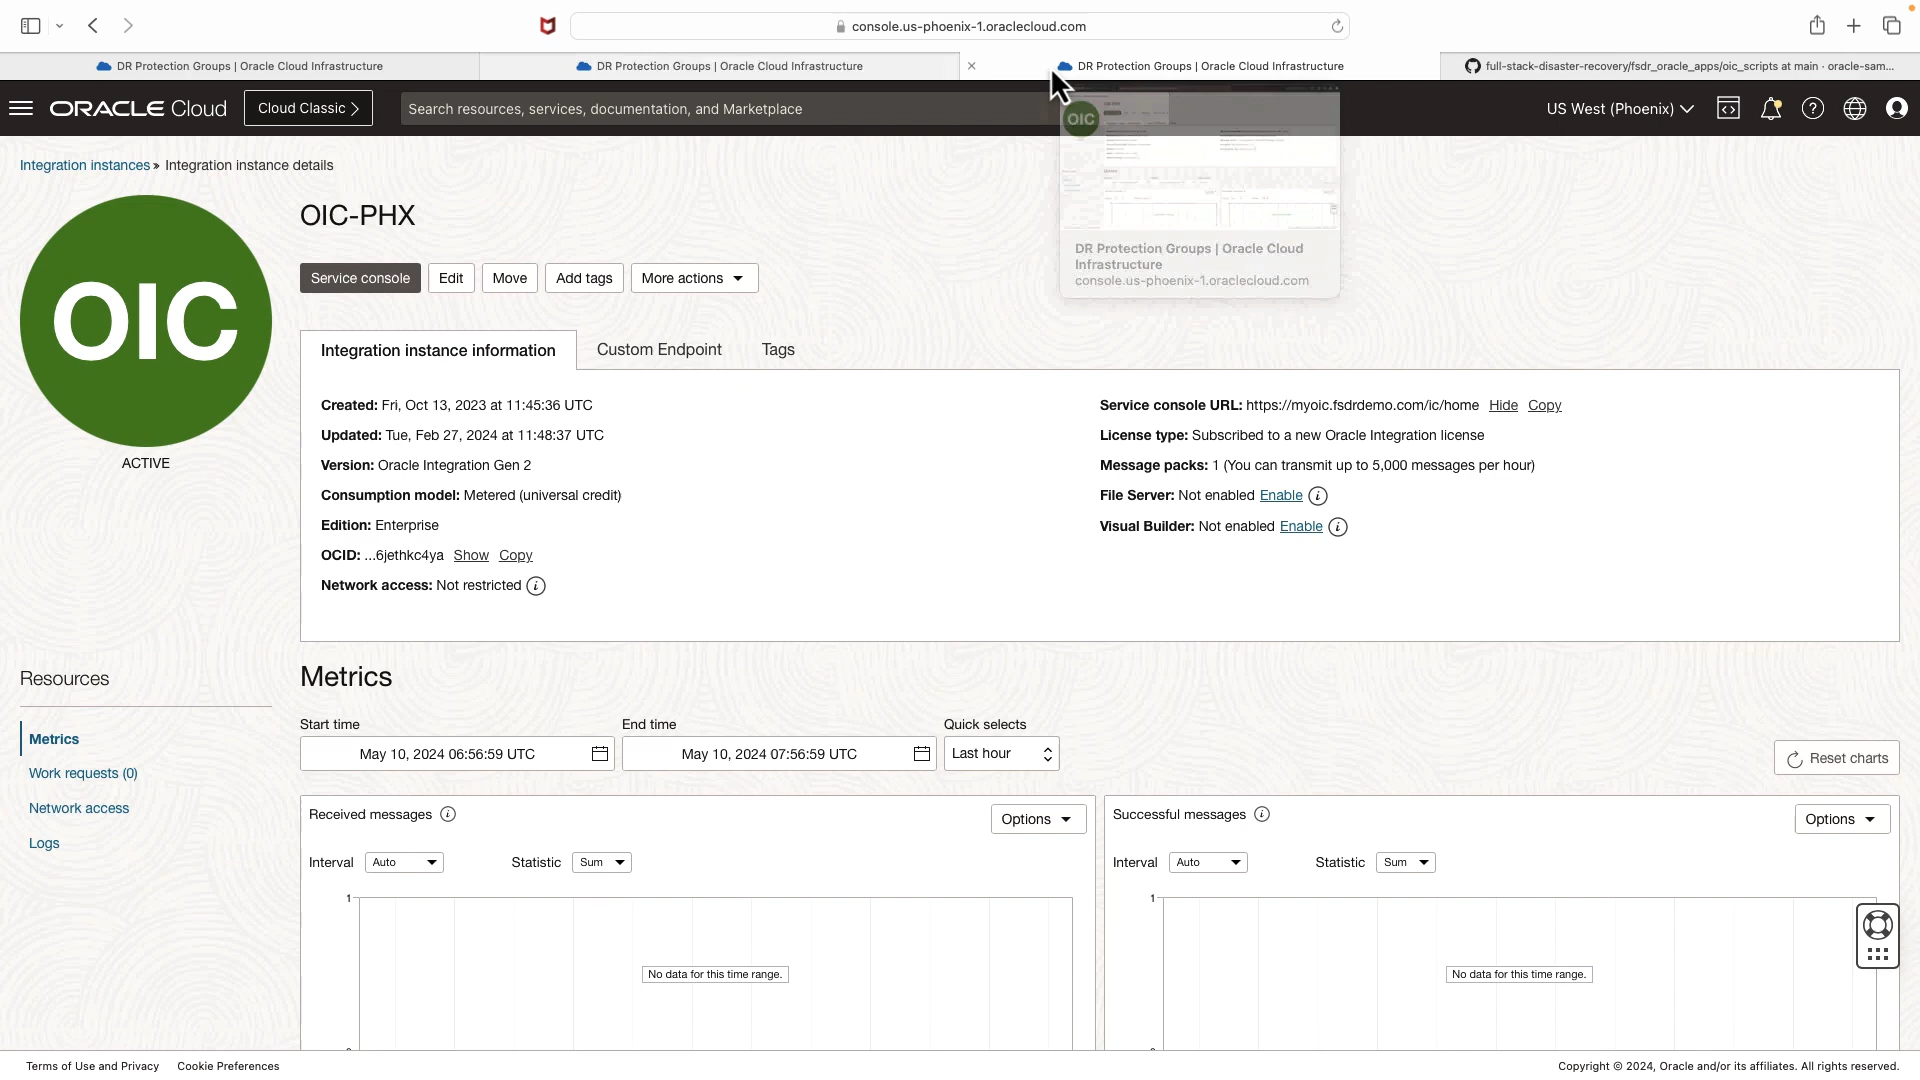 console.us-phoenix-1.oraclecloud.com
DR Protection Groups | Oracle Cloud Infrastructure
DR Protection Groups | Oracle Cloud Infrastructure
DR Protection Groups | Oracle Cloud Infrastructure
full-stack-disaster-recovery/fsdr_oracle_apps/oic_scripts at main · oracle-sam...
ORACLE Cloud
Cloud Classic
Search resources, services, documentation, and Marketplace
US West (Phoenix)
OIC
DR Protection Groups | Oracle Cloud
Infrastructure
console.us-phoenix-1.oraclecloud.com
Integration instances » Integration instance details
OIC
ACTIVE
OIC-PHX
Service console
Edit
Move
Add tags
More actions
Integration instance information
Custom Endpoint
Tags
Created: Fri, Oct 13, 2023 at 11:45:36 UTC
Updated: Tue, Feb 27, 2024 at 11:48:37 UTC
Version: Oracle Integration Gen 2
Consumption model: Metered (universal credit)
Edition: Enterprise
OCID: ...6jethkc4ya Show Copy
Network access: Not restricted
Service console URL: https://myoic.fsdrdemo.com/ic/home Hide Copy
License type: Subscribed to a new Oracle Integration license
Message packs: 1 (You can transmit up to 5,000 messages per hour)
File Server: Not enabled Enable
Visual Builder: Not enabled Enable
Resources
Metrics
Work requests (0)
Network access
Logs
Metrics
Start time
May 10, 2024 06:56:59 UTC
End time
May 10, 2024 07:56:59 UTC
Quick selects
Last hour
Reset charts
Received messages
Options
Interval Auto
Statistic Sum
1
No data for this time range.
Successful messages
Options
Interval Auto
Statistic Sum
1
No data for this time range.
Terms of Use and Privacy
Cookie Preferences
Copyright © 2024, Oracle and/or its affiliates. All rights reserved.